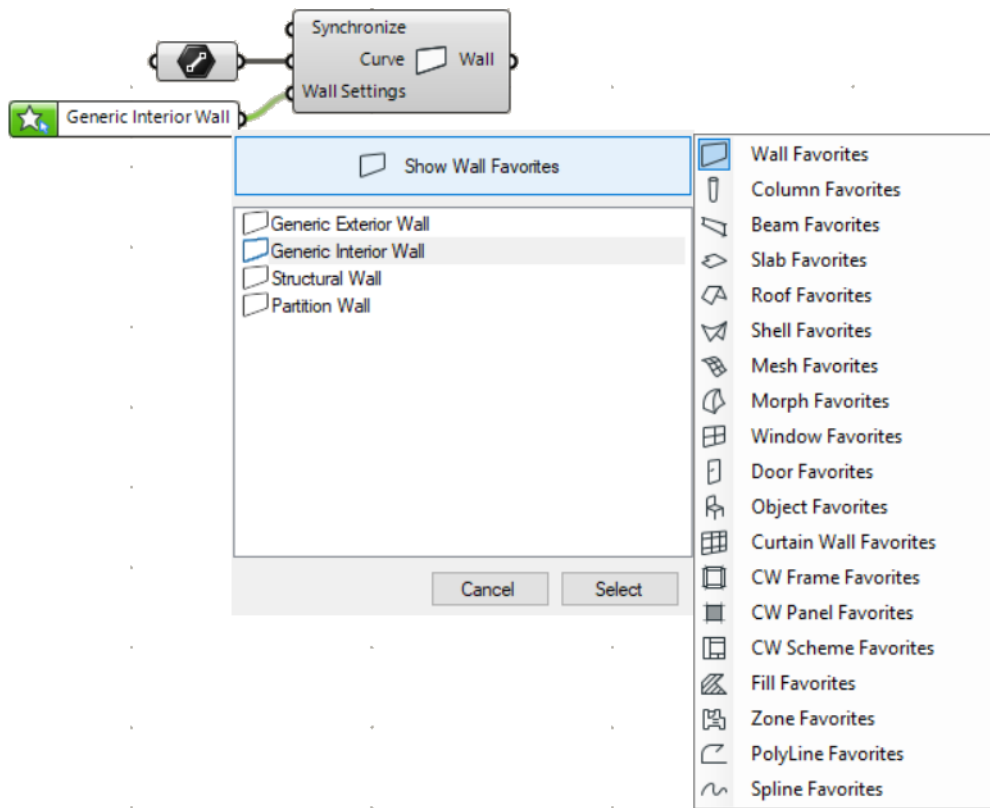 Synchronize
Curve Wall
Wall Settings
Generic Interior Wall
Show Wall Favorites
Generic Exterior Wall
Generic Interior Wall
Structural Wall
Partition Wall
Cancel Select
Wall Favorites
Column Favorites
Beam Favorites
Slab Favorites
Roof Favorites
Shell Favorites
Mesh Favorites
Morph Favorites
Window Favorites
Door Favorites
Object Favorites
Curtain Wall Favorites
CW Frame Favorites
CW Panel Favorites
CW Scheme Favorites
Fill Favorites
Zone Favorites
PolyLine Favorites
Spline Favorites